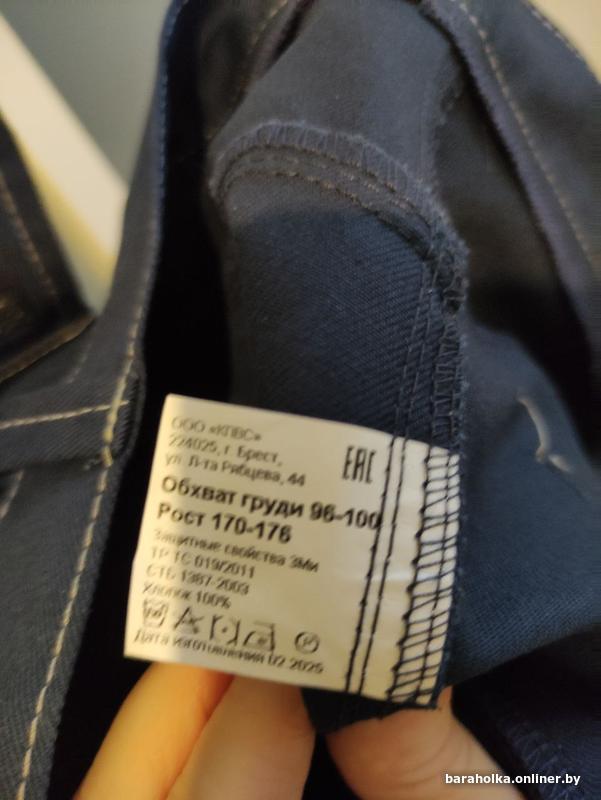 ООО «КПВС»
224025, г. Брест,
ул. Л-та Рябцева, 44
EAC
Обхват груди 96-100
Рост 170-176
Защитные свойства ЗМи
ТР ТС 019/2011
СТБ 1387-2003
Хлопок 100%
Дата изготовления 02.2025
baraholka.onliner.by